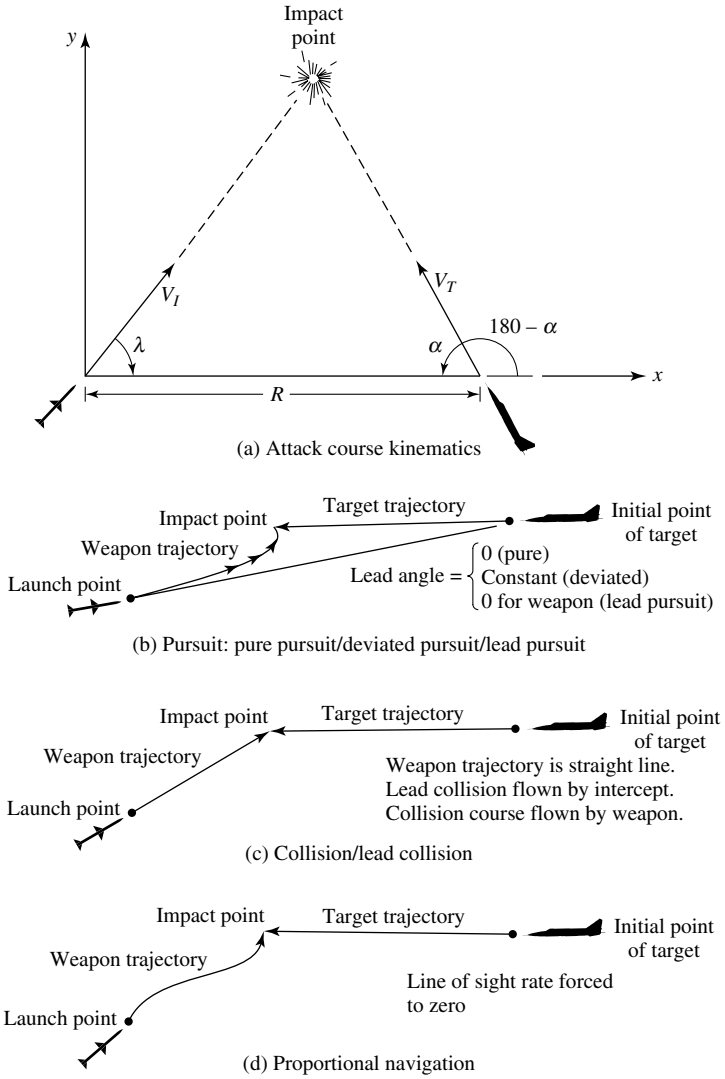 Impact
point
y
V_I
V_T
λ
α
180 – α
x
R
(a) Attack course kinematics
Target trajectory
Impact point
Initial point
of target
Weapon trajectory
Launch point
Lead angle = { 0 (pure)
Constant (deviated)
0 for weapon (lead pursuit)
(b) Pursuit: pure pursuit/deviated pursuit/lead pursuit
Impact point
Target trajectory
Initial point
of target
Weapon trajectory
Weapon trajectory is straight line.
Lead collision flown by intercept.
Collision course flown by weapon.
Launch point
(c) Collision/lead collision
Impact point
Target trajectory
Initial point
of target
Weapon trajectory
Line of sight rate forced
to zero
Launch point
(d) Proportional navigation